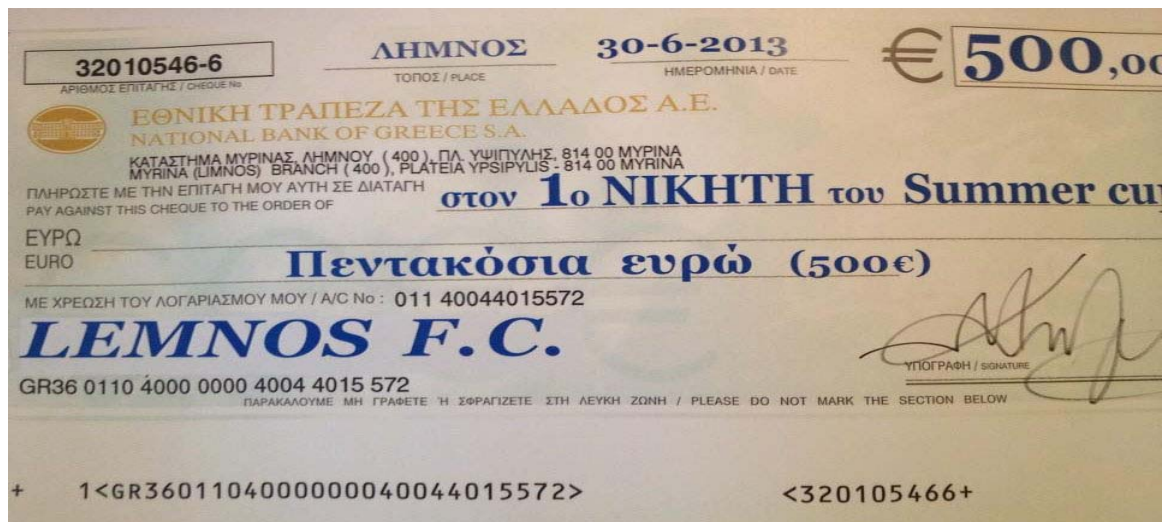 32010546-6 ΛΗΜΝΟΣ 30-6-2013 € 500,00
ΑΡΙΘΜΟΣ ΕΠΙΤΑΓΗΣ / CHEQUE No ΤΟΠΟΣ / PLACE ΗΜΕΡΟΜΗΝΙΑ / DATE
ΕΘΝΙΚΗ ΤΡΑΠΕΖΑ ΤΗΣ ΕΛΛΑΔΟΣ Α.Ε.
NATIONAL BANK OF GREECE S.A.
ΚΑΤΑΣΤΗΜΑ ΜΥΡΙΝΑΣ, ΛΗΜΝΟΥ ( 400 ), ΠΛ. ΥΨΙΠΥΛΗΣ, 814 00 ΜΥΡΙΝΑ
MYRINA (LIMNOS) BRANCH ( 400 ), PLATEIA YPSIPYLIS - 814 00 MYRINA
ΠΛΗΡΩΣΤΕ ΜΕ ΤΗΝ ΕΠΙΤΑΓΗ ΜΟΥ ΑΥΤΗ ΣΕ ΔΙΑΤΑΓΗ
PAY AGAINST THIS CHEQUE TO THE ORDER OF στον 1ο ΝΙΚΗΤΗ του Summer cup
ΕΥΡΩ
EURO Πεντακόσια ευρώ (500€)
ΜΕ ΧΡΕΩΣΗ ΤΟΥ ΛΟΓΑΡΙΑΣΜΟΥ ΜΟΥ / A/C No : 011 40044015572
LEMNOS F.C.
ΥΠΟΓΡΑΦΗ / SIGNATURE
GR36 0110 4000 0000 4004 4015 572
ΠΑΡΑΚΑΛΟΥΜΕ ΜΗ ΓΡΑΦΕΤΕ Ή ΣΦΡΑΓΙΖΕΤΕ ΣΤΗ ΛΕΥΚΗ ΖΩΝΗ / PLEASE DO NOT MARK THE SECTION BELOW
+ 1<GR3601104000000040044015572> <320105466+